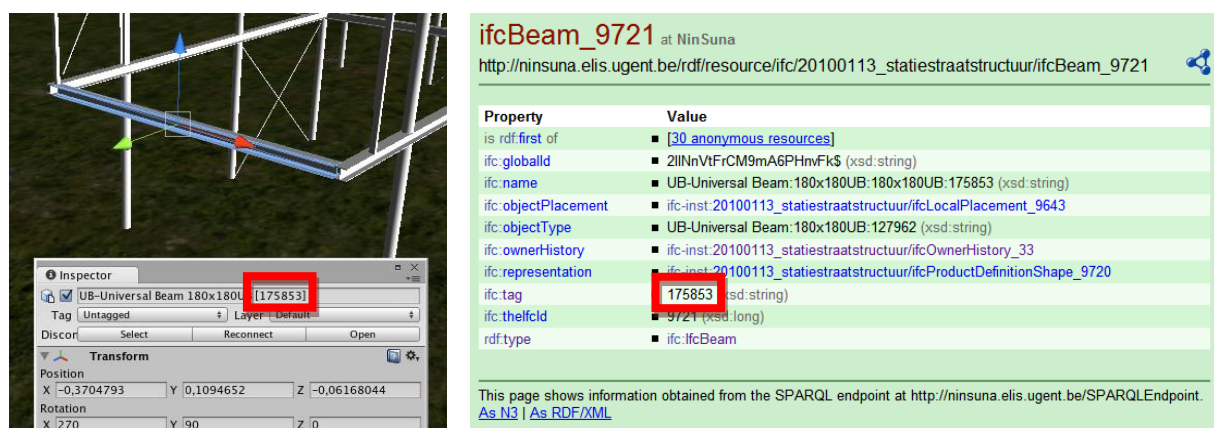 Inspector
UB-Universal Beam 180x180U [175853]
Tag Untagged Layer Default
Discor Select Reconnect Open
Transform
Position
X -0,3704793 Y 0,1094652 Z -0,06168044
Rotation
X 270 Y 90 Z 0
ifcBeam_9721 at NinSuna
http://ninsuna.elis.ugent.be/rdf/resource/ifc/20100113_statiestraatstructuur/ifcBeam_9721
Property Value
is rdf:first of [30 anonymous resources]
ifc:globalId 2IlNnVtFrCM9mA6PHnvFk$ (xsd:string)
ifc:name UB-Universal Beam:180x180UB:180x180UB:175853 (xsd:string)
ifc:objectPlacement ifc-inst:20100113_statiestraatstructuur/ifcLocalPlacement_9643
ifc:objectType UB-Universal Beam:180x180UB:127962 (xsd:string)
ifc:ownerHistory ifc-inst:20100113_statiestraatstructuur/ifcOwnerHistory_33
ifc:representation ifc-inst:20100113_statiestraatstructuur/ifcProductDefinitionShape_9720
ifc:tag 175853 xsd:string)
ifc:theIfcId 9721 (xsd:long)
rdf:type ifc:IfcBeam
This page shows information obtained from the SPARQL endpoint at http://ninsuna.elis.ugent.be/SPARQLEndpoint.
As N3 | As RDF/XML